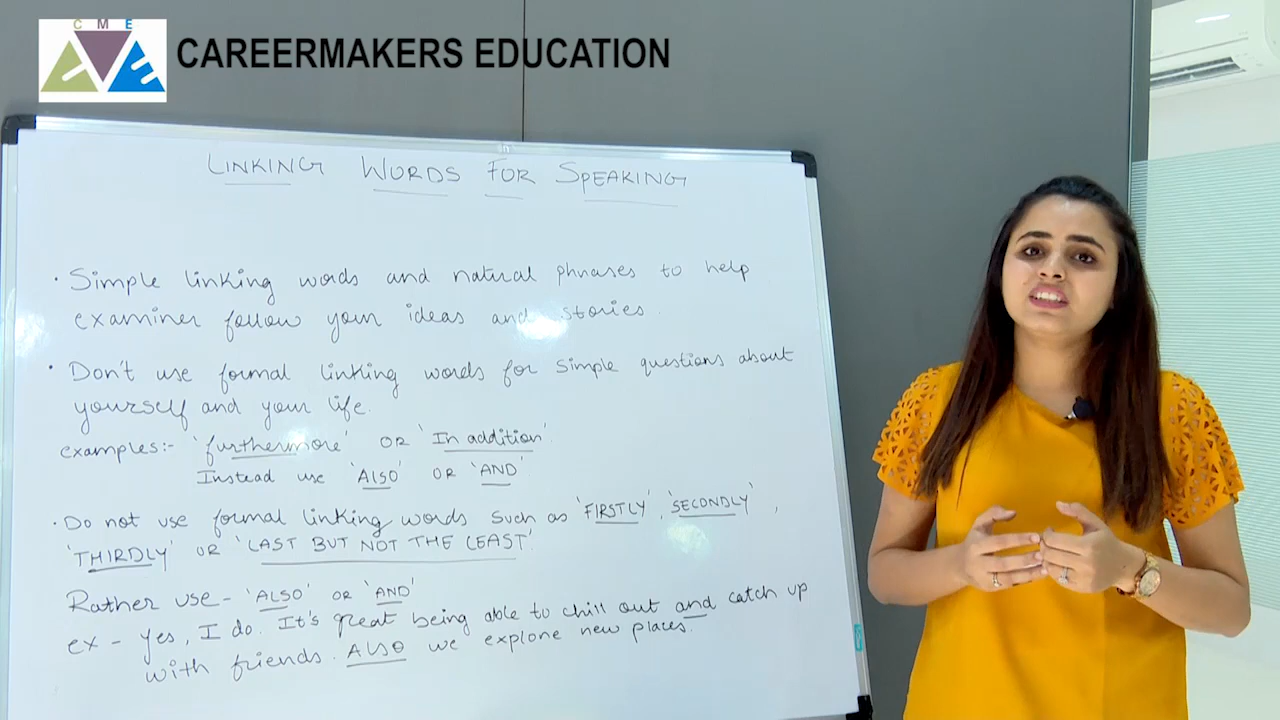 C M E
CAREERMAKERS EDUCATION
LINKING WORDS FOR SPEAKING
· Simple linking words and natural phrases to help
examiner follow your ideas and stories.
· Don't use formal linking words for simple questions about
yourself and your life.
examples:- 'furthermore' OR 'In addition'.
Instead use 'ALSO' OR 'AND'
· Do not use formal linking words such as 'FIRSTLY', 'SECONDLY',
'THIRDLY' OR 'LAST BUT NOT THE LEAST'.
Rather use - 'ALSO' OR 'AND'
ex - Yes, I do. It's great being able to chill out and catch up
with friends. ALSO we explore new places.